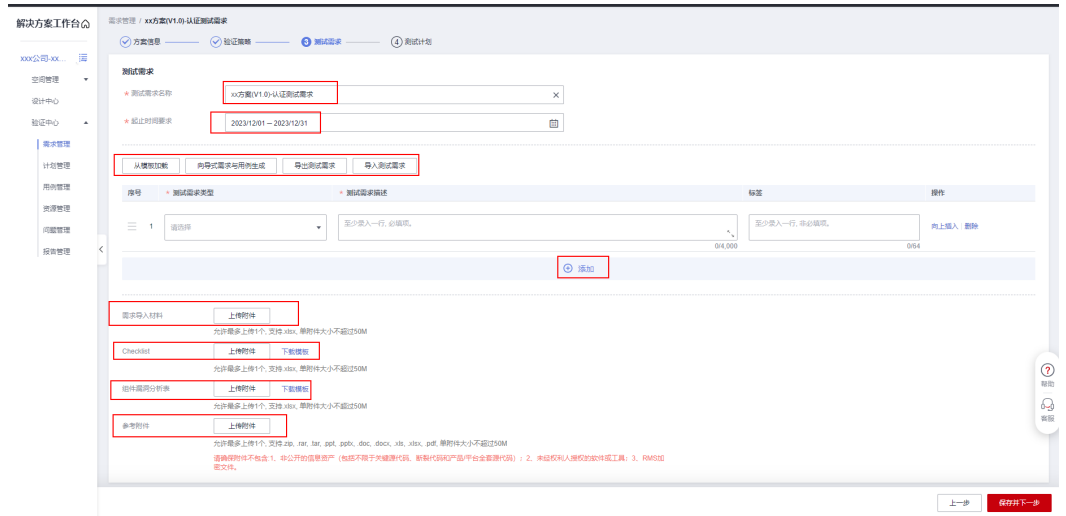 解决方案工作台
需求管理 / xx方案(V1.0)-认证测试需求
方案信息
验证策略
3 测试需求
4 测试计划
xxx公司-xx...
空间管理
设计中心
验证中心
需求管理
计划管理
用例管理
资源管理
问题管理
报告管理
测试需求
* 测试需求名称
xx方案(V1.0)-认证测试需求
* 起止时间要求
2023/12/01 – 2023/12/31
从模板加载 向导式需求与用例生成 导出测试需求 导入测试需求
序号 * 测试需求类型 * 测试需求描述 标签 操作
1 请选择 至少录入一行, 必填项。 至少录入一行, 非必填项。 向上插入 删除
0/4,000 0/64
添加
需求导入材料 上传附件
允许最多上传1个, 支持.xlsx, 单附件大小不超过50M
Checklist 上传附件 下载模板
允许最多上传1个, 支持.xlsx, 单附件大小不超过50M
组件漏洞分析表 上传附件 下载模板
允许最多上传1个, 支持.xlsx, 单附件大小不超过50M
参考附件 上传附件
允许最多上传1个, 支持.zip, .rar, .tar, .ppt, .pptx, .doc, .docx, .xls, .xlsx, .pdf, 单附件大小不超过50M
请确保附件不包含:1、非公开的信息资产（包括不限于关键源代码、断裂代码和产品/平台全套源代码）; 2、未经权利人授权的软件或工具; 3、RMS加
密文件。
帮助
客服
上一步 保存并下一步